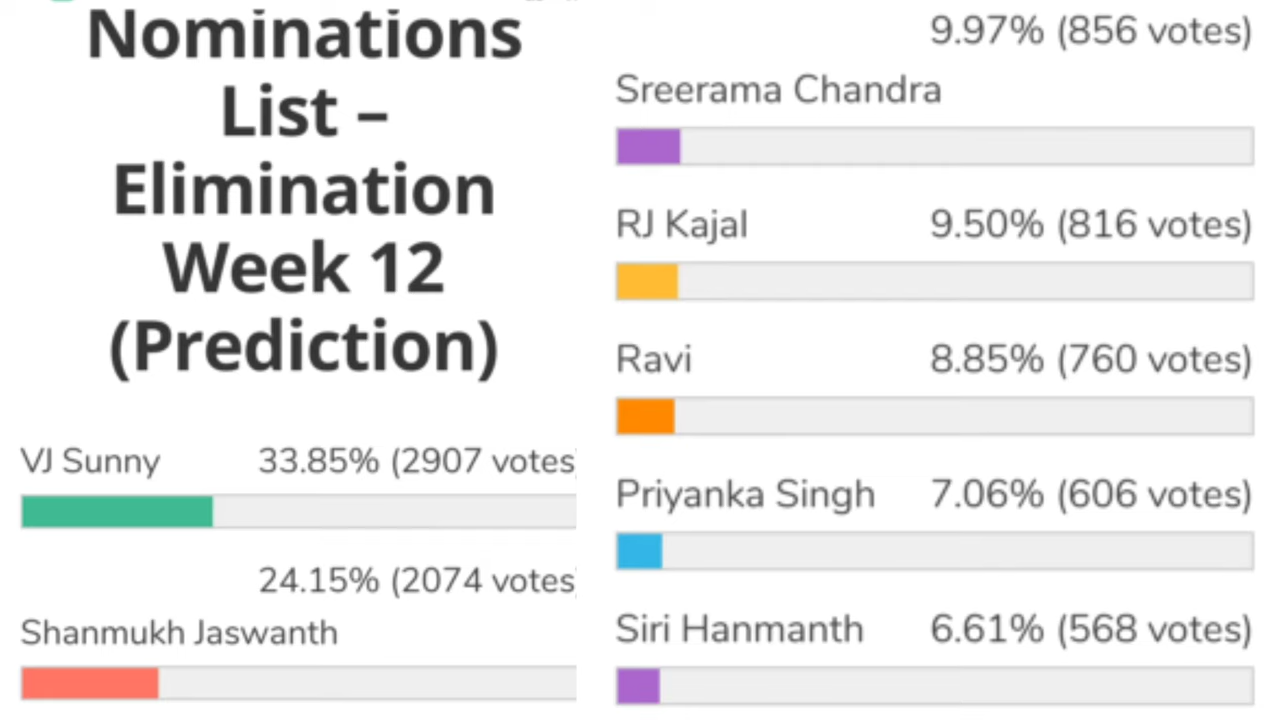 Nominations
List –
Elimination
Week 12
(Prediction)
VJ Sunny 33.85% (2907 votes)
24.15% (2074 votes)
Shanmukh Jaswanth
9.97% (856 votes)
Sreerama Chandra
RJ Kajal 9.50% (816 votes)
Ravi 8.85% (760 votes)
Priyanka Singh 7.06% (606 votes)
Siri Hanmanth 6.61% (568 votes)